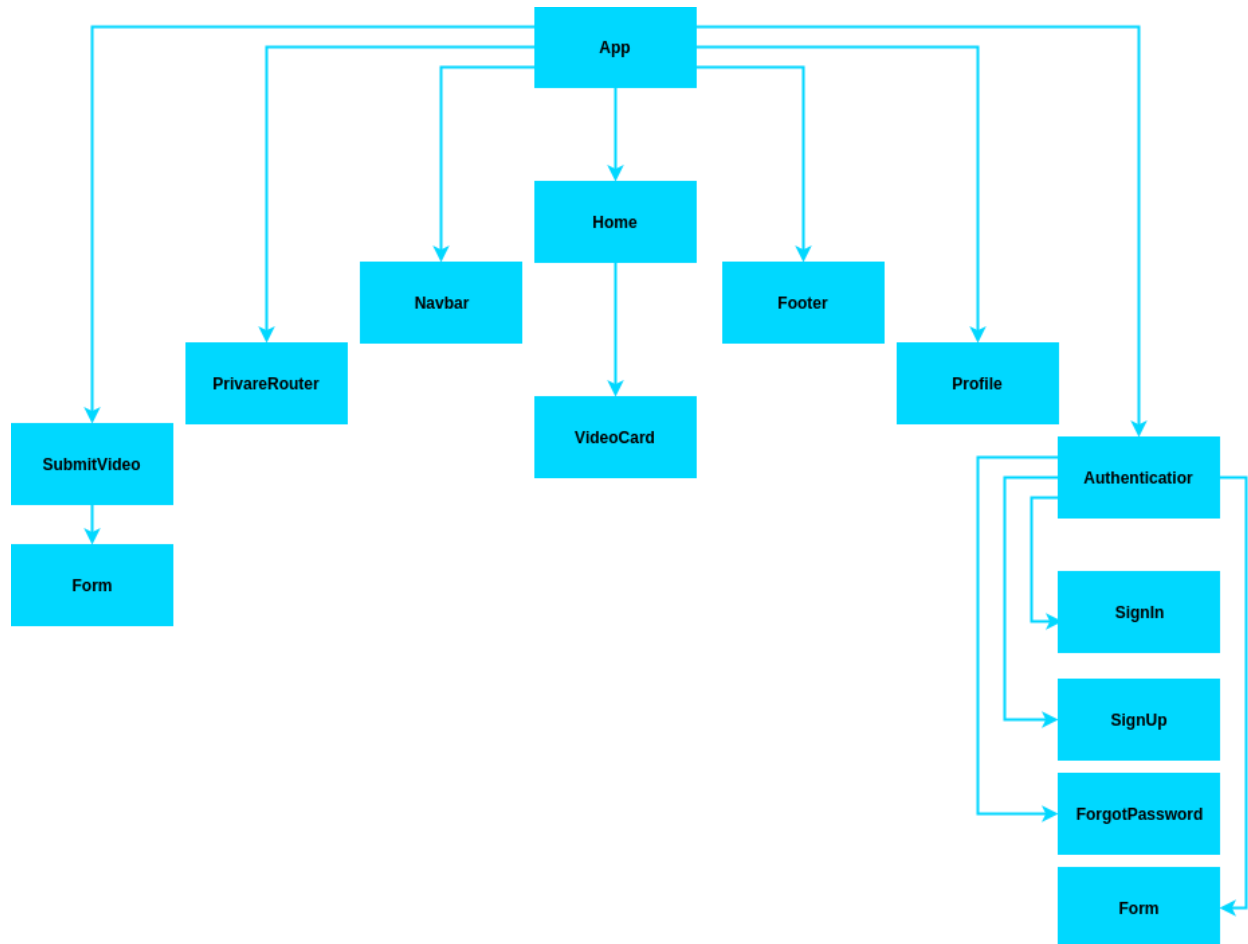 App
Home
Navbar
Footer
PrivareRouter
Profile
VideoCard
SubmitVideo
Authenticatior
Form
SignIn
SignUp
ForgotPassword
Form